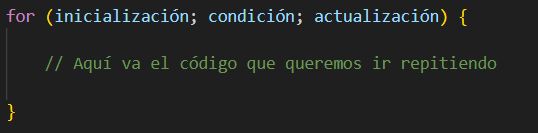 for (inicialización; condición; actualización) {
// Aquí va el código que queremos ir repitiendo
}